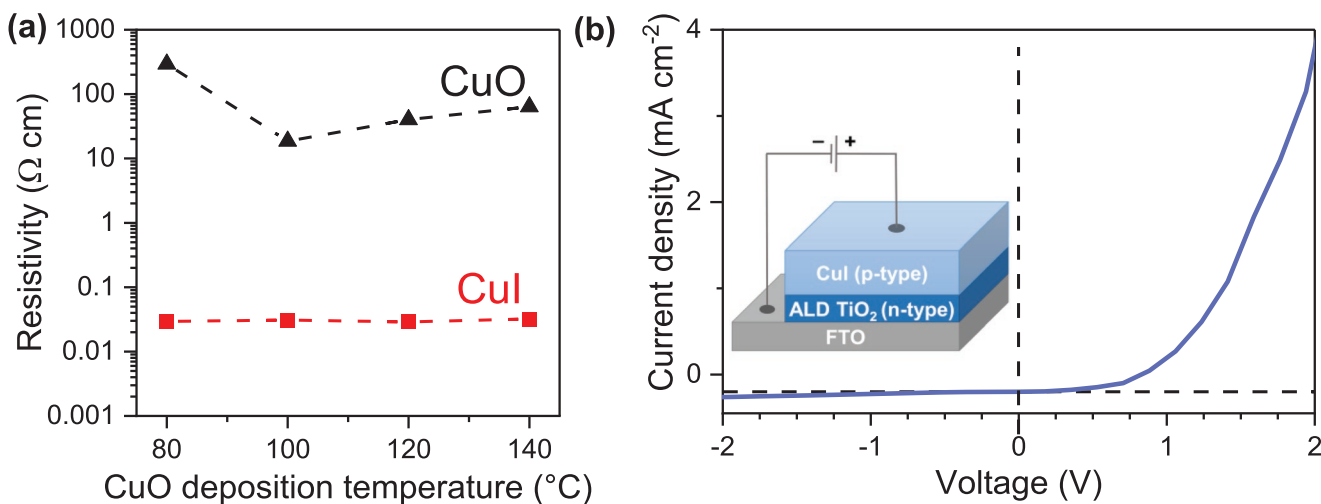 (a)
1000
100
10
1
0.1
0.01
0.001
Resistivity (Ω cm)
CuO
CuI
80
100
120
140
CuO deposition temperature (°C)
(b)
4
2
0
Current density (mA cm⁻²)
− +
CuI (p-type)
ALD TiO₂ (n-type)
FTO
-2
-1
0
1
2
Voltage (V)